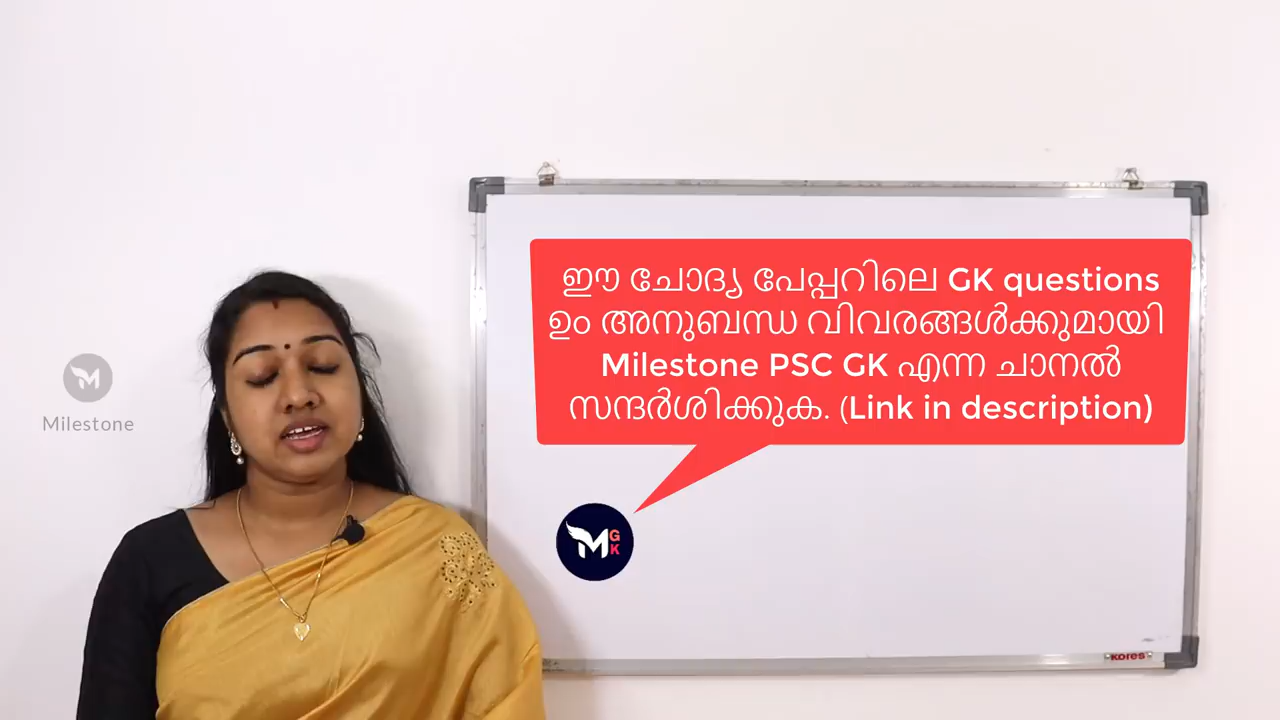 ഈ ചോദ്യ പേപ്പറിലെ GK questions
ഉം അനുബന്ധ വിവരങ്ങൾക്കുമായി
Milestone PSC GK എന്ന ചാനൽ
സന്ദർശിക്കുക. (Link in description)
M
Milestone
M GK
KORES